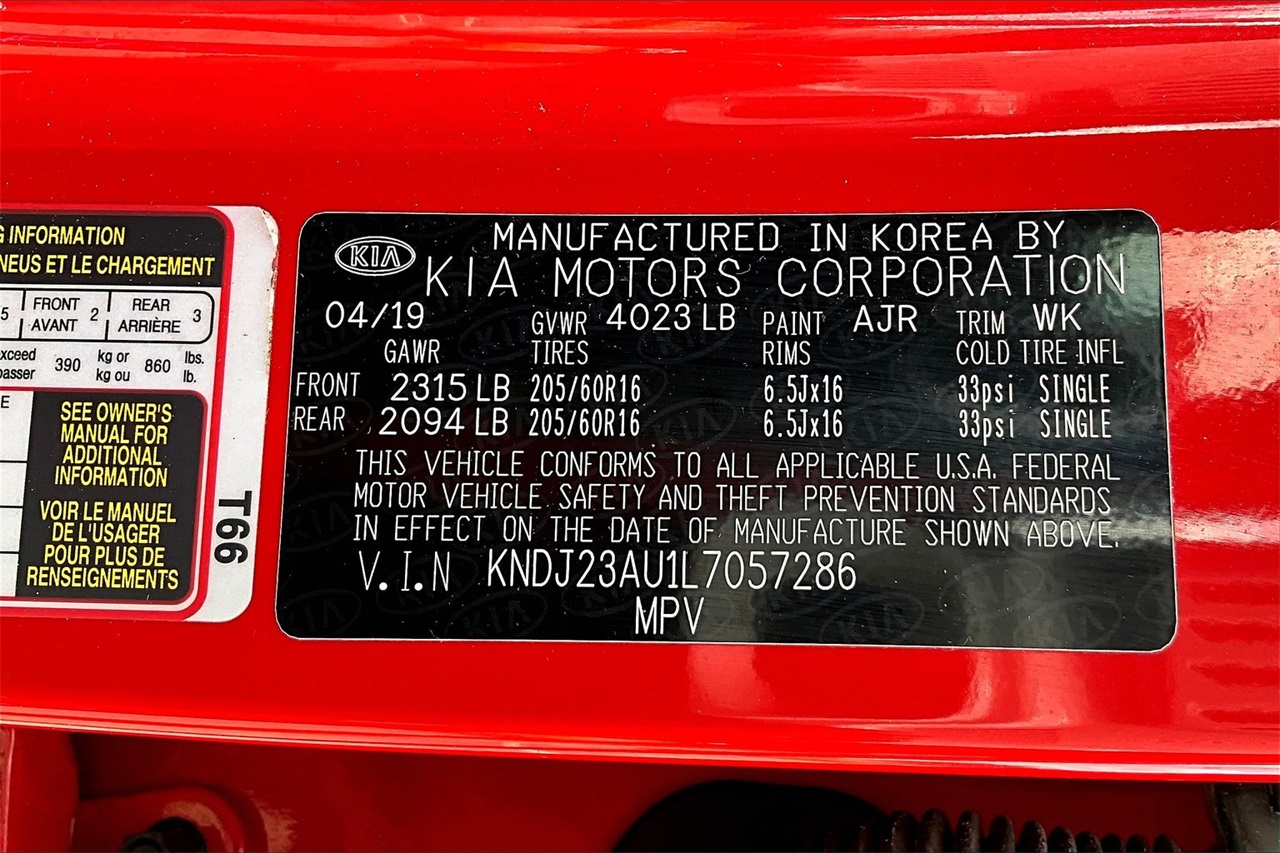 G INFORMATION
NEUS ET LE CHARGEMENT
5 FRONT AVANT 2 REAR ARRIÈRE 3
kg or kg ou
390
860
lbs. lb.
SEE OWNER'S
MANUAL FOR
ADDITIONAL
INFORMATION
VOIR LE MANUEL
DE L'USAGER
POUR PLUS DE
RENSEIGNEMENTS
T66
KIA
MANUFACTURED IN KOREA BY
KIA MOTORS CORPORATION
04/19 GVWR 4023 LB PAINT AJR TRIM WK
GAWR TIRES RIMS COLD TIRE INFL
FRONT 2315 LB 205/60R16 6.5Jx16 33psi SINGLE
REAR 2094 LB 205/60R16 6.5Jx16 33psi SINGLE
THIS VEHICLE CONFORMS TO ALL APPLICABLE U.S.A. FEDERAL
MOTOR VEHICLE SAFETY AND THEFT PREVENTION STANDARDS
IN EFFECT ON THE DATE OF MANUFACTURE SHOWN ABOVE.
V.I.N KNDJ23AU1L7057286
MPV